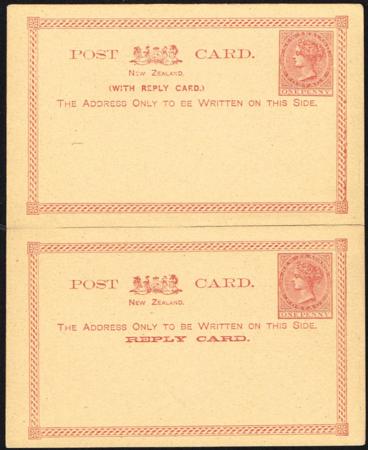 POST CARD.
NEW ZEALAND.
(WITH REPLY CARD.)
THE ADDRESS ONLY TO BE WRITTEN ON THIS SIDE.
ONE PENNY
POST CARD.
NEW ZEALAND.
THE ADDRESS ONLY TO BE WRITTEN ON THIS SIDE.
REPLY CARD.
ONE PENNY